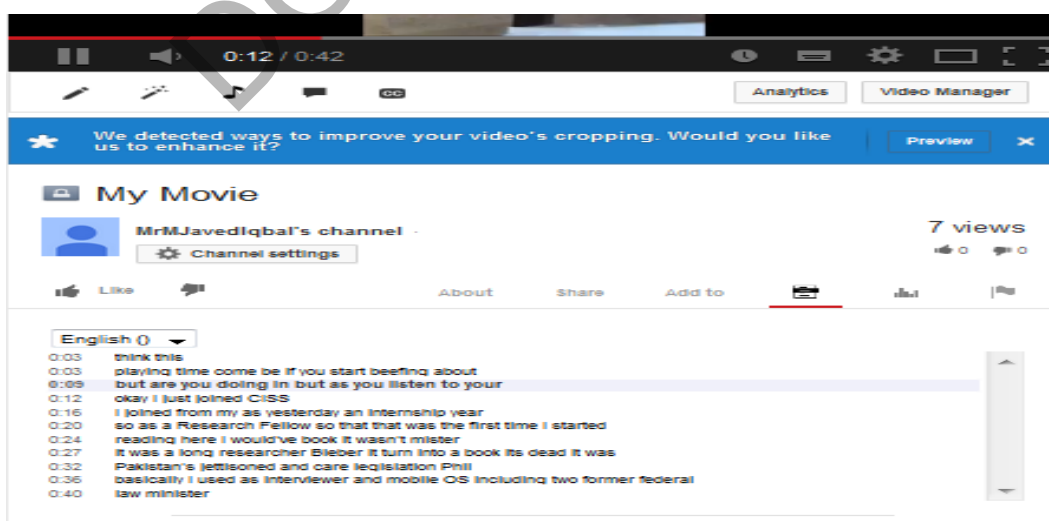 0:12 / 0:42
CC
Analytics Video Manager
We detected ways to improve your video's cropping. Would you like
us to enhance it?
Preview
My Movie
MrMJavedIqbal's channel
7 views
Channel settings
0 0
Like About Share Add to
English ()
0:03 think this
0:03 playing time come be if you start beefing about
0:09 but are you doing in but as you listen to your
0:12 okay I just joined CISS
0:16 I joined from my as yesterday an internship year
0:20 so as a Research Fellow so that that was the first time I started
0:24 reading here I would've book it wasn't mister
0:27 it was a long researcher Bieber it turn into a book its dead it was
0:32 Pakistan's jettisoned and care legislation Phil
0:36 basically I used as interviewer and mobile OS including two former federal
0:40 law minister